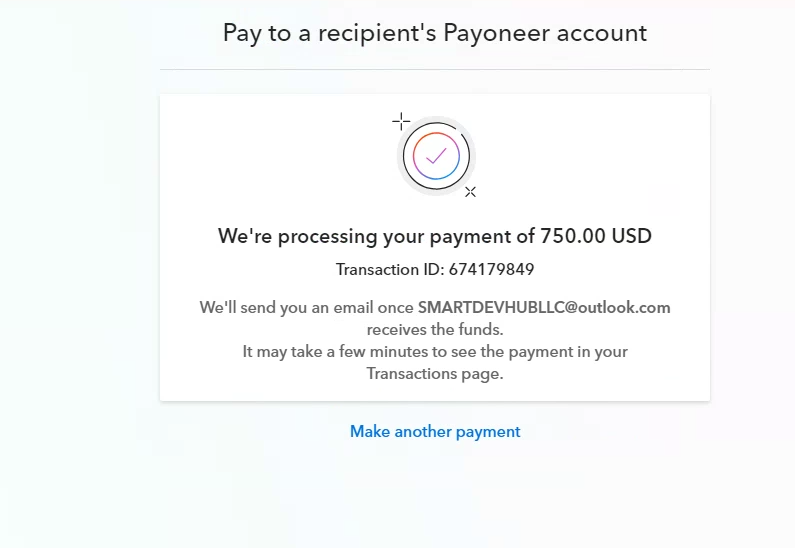 Pay to a recipient's Payoneer account
We're processing your payment of 750.00 USD
Transaction ID: 674179849
We'll send you an email once SMARTDEVHUBLLC@outlook.com
receives the funds.
It may take a few minutes to see the payment in your
Transactions page.
Make another payment